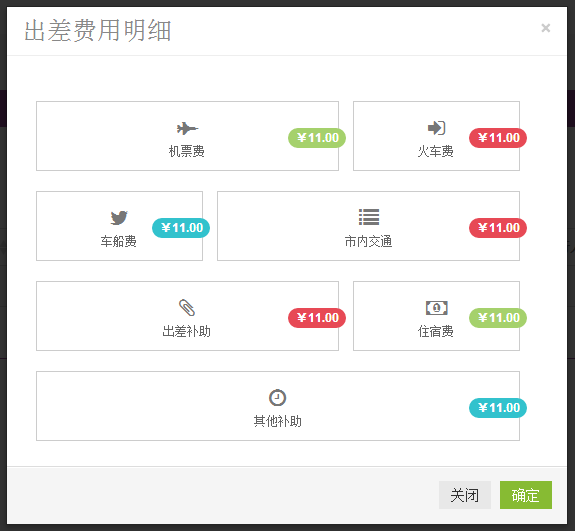 出差费用明细
×
¥11.00
机票费
¥11.00
火车费
¥11.00
车船费
¥11.00
市内交通
¥11.00
出差补助
¥11.00
住宿费
¥11.00
其他补助
关闭 确定